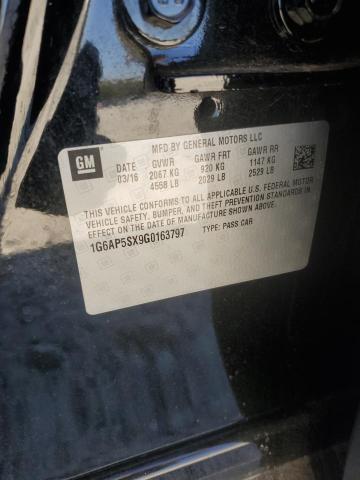 GM
MFD BY GENERAL MOTORS LLC
DATE GVWR GAWR FRT GAWR RR
03/16 2067 KG 920 KG 1147 KG
4558 LB 2029 LB 2529 LB
THIS VEHICLE CONFORMS TO ALL APPLICABLE U.S. FEDERAL MOTOR
VEHICLE SAFETY, BUMPER, AND THEFT PREVENTION STANDARDS IN
EFFECT ON THE DATE OF MANUFACTURE SHOWN ABOVE.
1G6AP5SX9G0163797 TYPE: PASS CAR